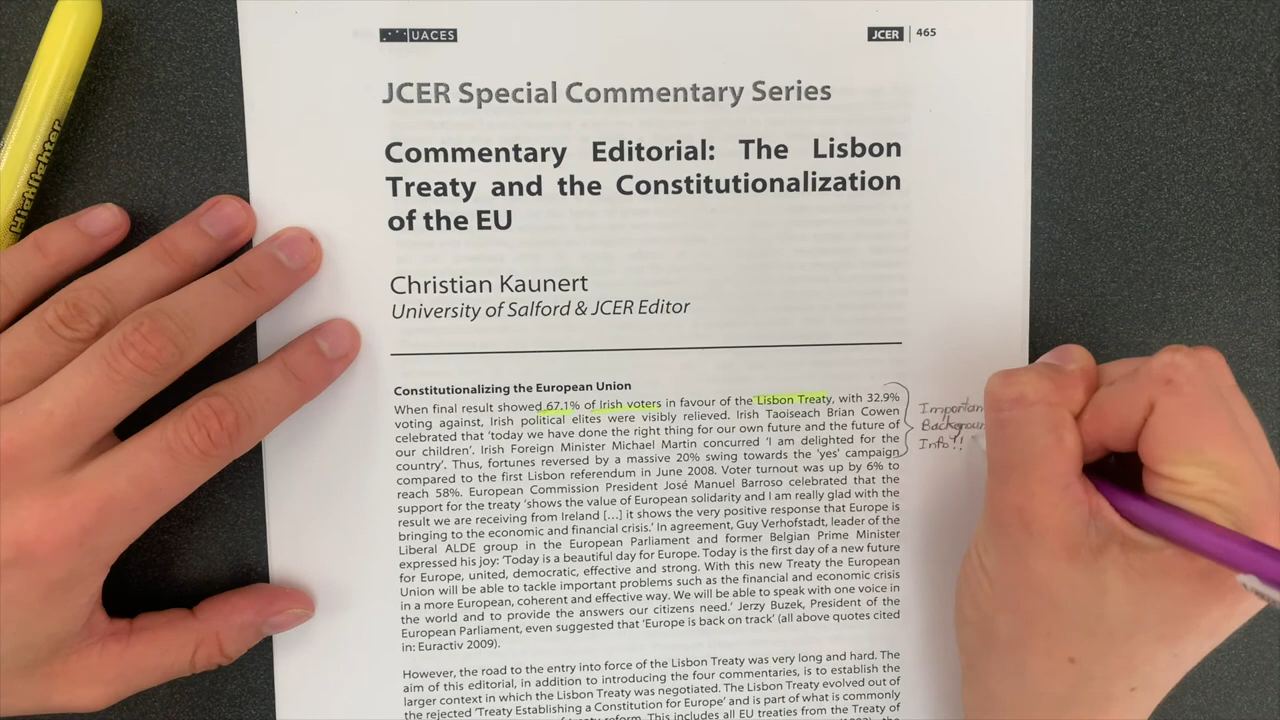 UACES
JCER 465
JCER Special Commentary Series
Commentary Editorial: The Lisbon
Treaty and the Constitutionalization
of the EU
Christian Kaunert
University of Salford & JCER Editor
Highlighter
Constitutionalizing the European Union
When final result showed 67.1% of Irish voters in favour of the Lisbon Treaty, with 32.9%
voting against, Irish political elites were visibly relieved. Irish Taoiseach Brian Cowen
celebrated that 'today we have done the right thing for our own future and the future of
our children'. Irish Foreign Minister Michael Martin concurred 'I am delighted for the
country'. Thus, fortunes reversed by a massive 20% swing towards the 'yes' campaign
compared to the first Lisbon referendum in June 2008. Voter turnout was up by 6% to
reach 58%. European Commission President José Manuel Barroso celebrated that the
support for the treaty 'shows the value of European solidarity and I am really glad with the
result we are receiving from Ireland [...] it shows the very positive response that Europe is
bringing to the economic and financial crisis.' In agreement, Guy Verhofstadt, leader of the
Liberal ALDE group in the European Parliament and former Belgian Prime Minister
expressed his joy: 'Today is a beautiful day for Europe. Today is the first day of a new future
for Europe, united, democratic, effective and strong. With this new Treaty the European
Union will be able to tackle important problems such as the financial and economic crisis
in a more European, coherent and effective way. We will be able to speak with one voice in
the world and to provide the answers our citizens need.' Jerzy Buzek, President of the
European Parliament, even suggested that 'Europe is back on track' (all above quotes cited
in: Euractiv 2009).
However, the road to the entry into force of the Lisbon Treaty was very long and hard. The
aim of this editorial, in addition to introducing the four commentaries, is to establish the
larger context in which the Lisbon Treaty was negotiated. The Lisbon Treaty evolved out of
the rejected 'Treaty Establishing a Constitution for Europe' and is part of what is commonly
treaty reform. This includes all EU treaties from the Treaty of
Importan
Backgroun
Info!!